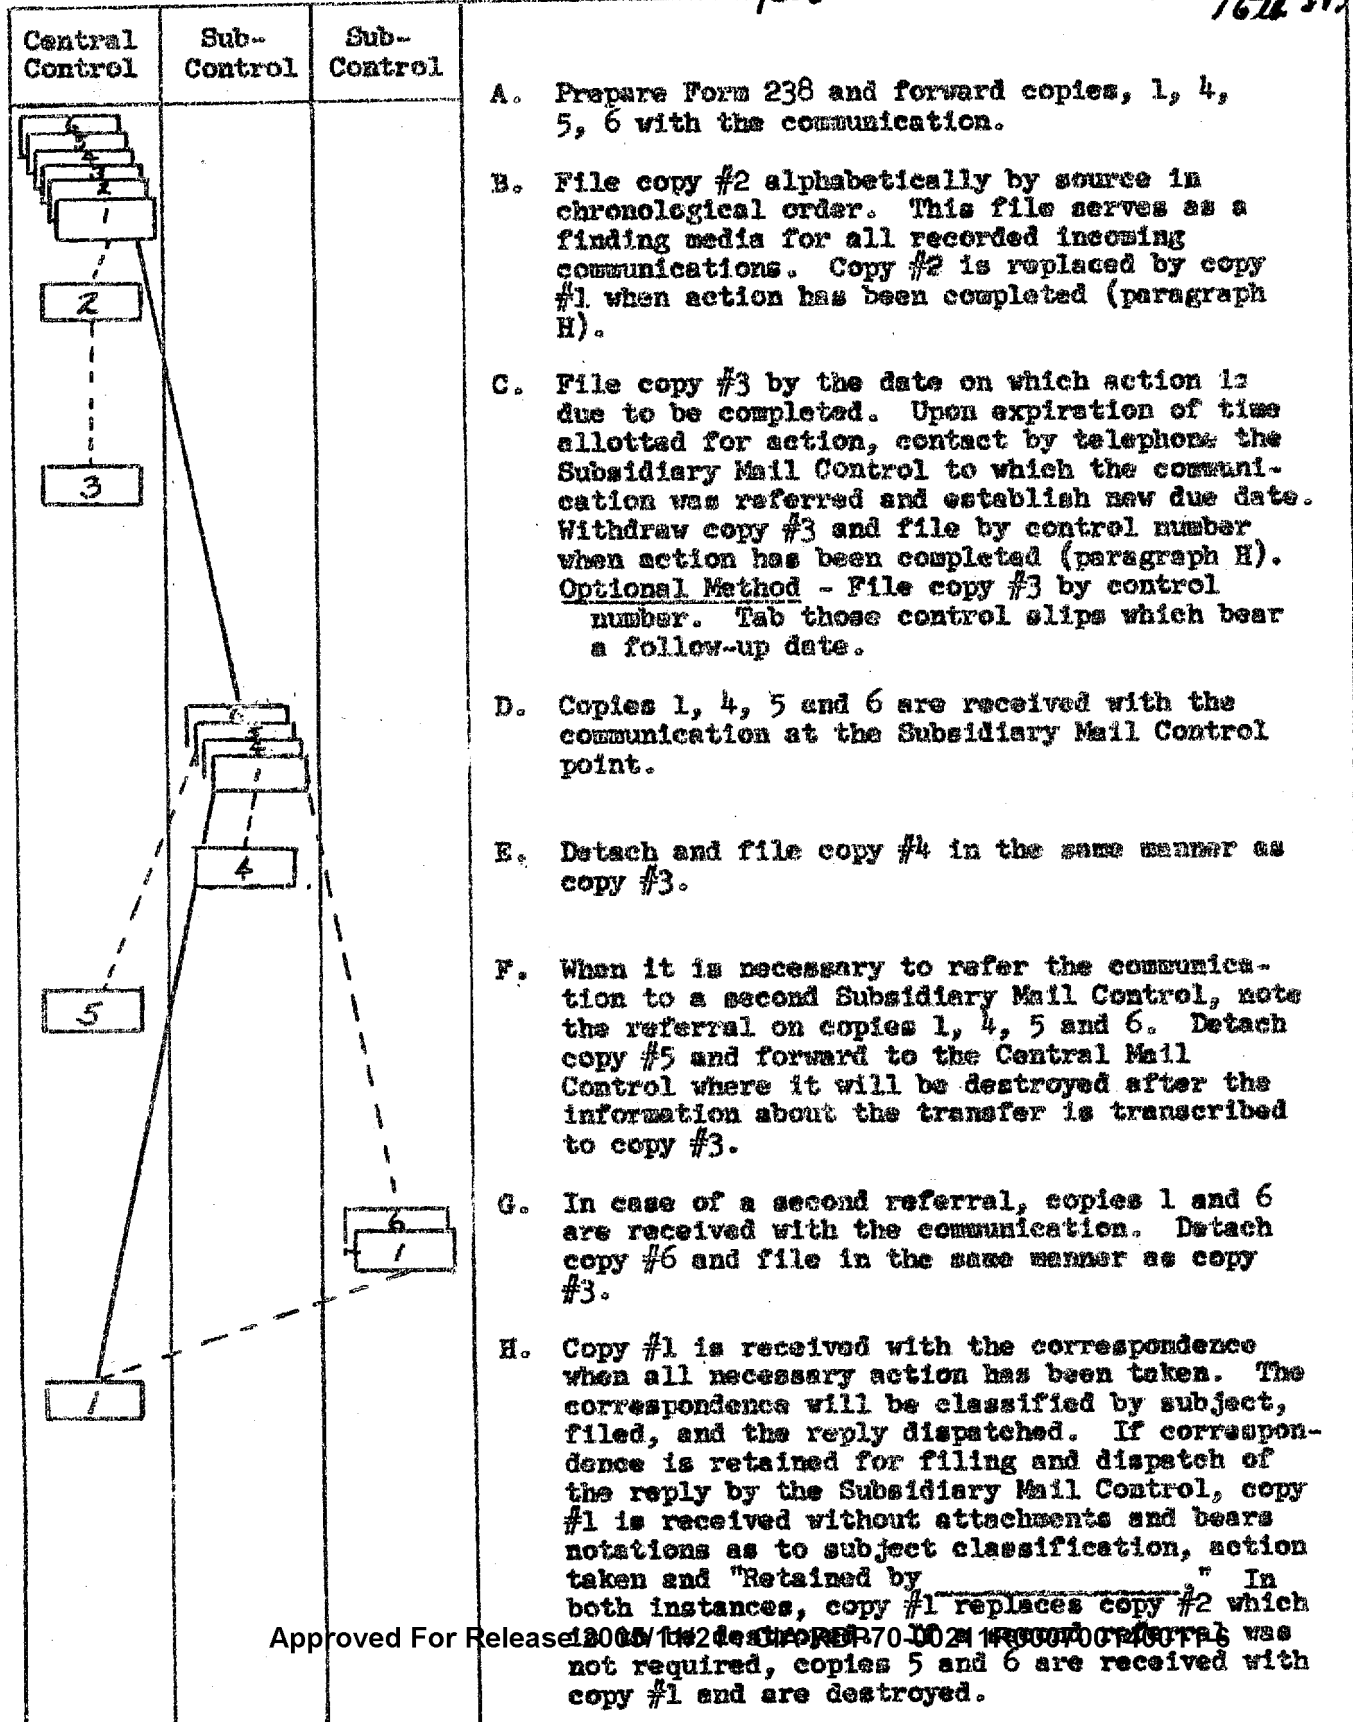 Central Control
Sub-Control
Sub-Control
6
5
4
3
2
1
2
3
6
5
4
1
4
5
6
1
1
A. Prepare Form 238 and forward copies, 1, 4,
5, 6 with the communication.
B. File copy #2 alphabetically by source in
chronological order. This file serves as a
finding media for all recorded incoming
communications. Copy #2 is replaced by copy
#1 when action has been completed (paragraph
H).
C. File copy #3 by the date on which action is
due to be completed. Upon expiration of time
allotted for action, contact by telephone the
Subsidiary Mail Control to which the communi-
cation was referred and establish new due date.
Withdraw copy #3 and file by control number
when action has been completed (paragraph H).
Optional Method - File copy #3 by control
number. Tab those control slips which bear
a follow-up date.
D. Copies 1, 4, 5 and 6 are received with the
communication at the Subsidiary Mail Control
point.
E. Detach and file copy #4 in the same manner as
copy #3.
F. When it is necessary to refer the communica-
tion to a second Subsidiary Mail Control, note
the referral on copies 1, 4, 5 and 6. Detach
copy #5 and forward to the Central Mail
Control where it will be destroyed after the
information about the transfer is transcribed
to copy #3.
G. In case of a second referral, copies 1 and 6
are received with the communication. Detach
copy #6 and file in the same manner as copy
#3.
H. Copy #1 is received with the correspondence
when all necessary action has been taken. The
correspondence will be classified by subject,
filed, and the reply dispatched. If correspon-
dence is retained for filing and dispatch of
the reply by the Subsidiary Mail Control, copy
#1 is received without attachments and bears
notations as to subject classification, action
taken and "Retained by ______________." In
both instances, copy #1 replaces copy #2 which
Approved For Release referral was
not required, copies 5 and 6 are received with
copy #1 and are destroyed.